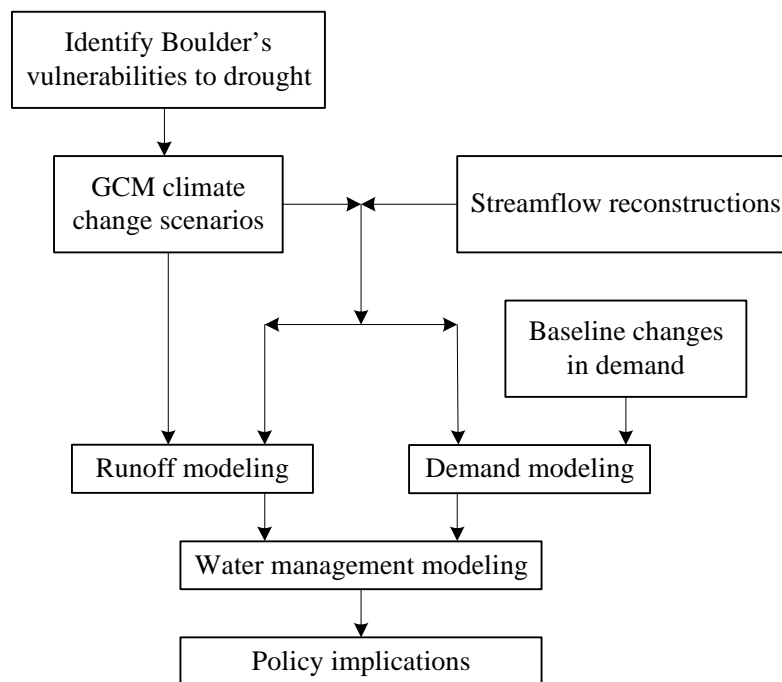 Identify Boulder’s
vulnerabilities to drought
GCM climate
change scenarios
Streamflow reconstructions
Baseline changes
in demand
Runoff modeling
Demand modeling
Water management modeling
Policy implications